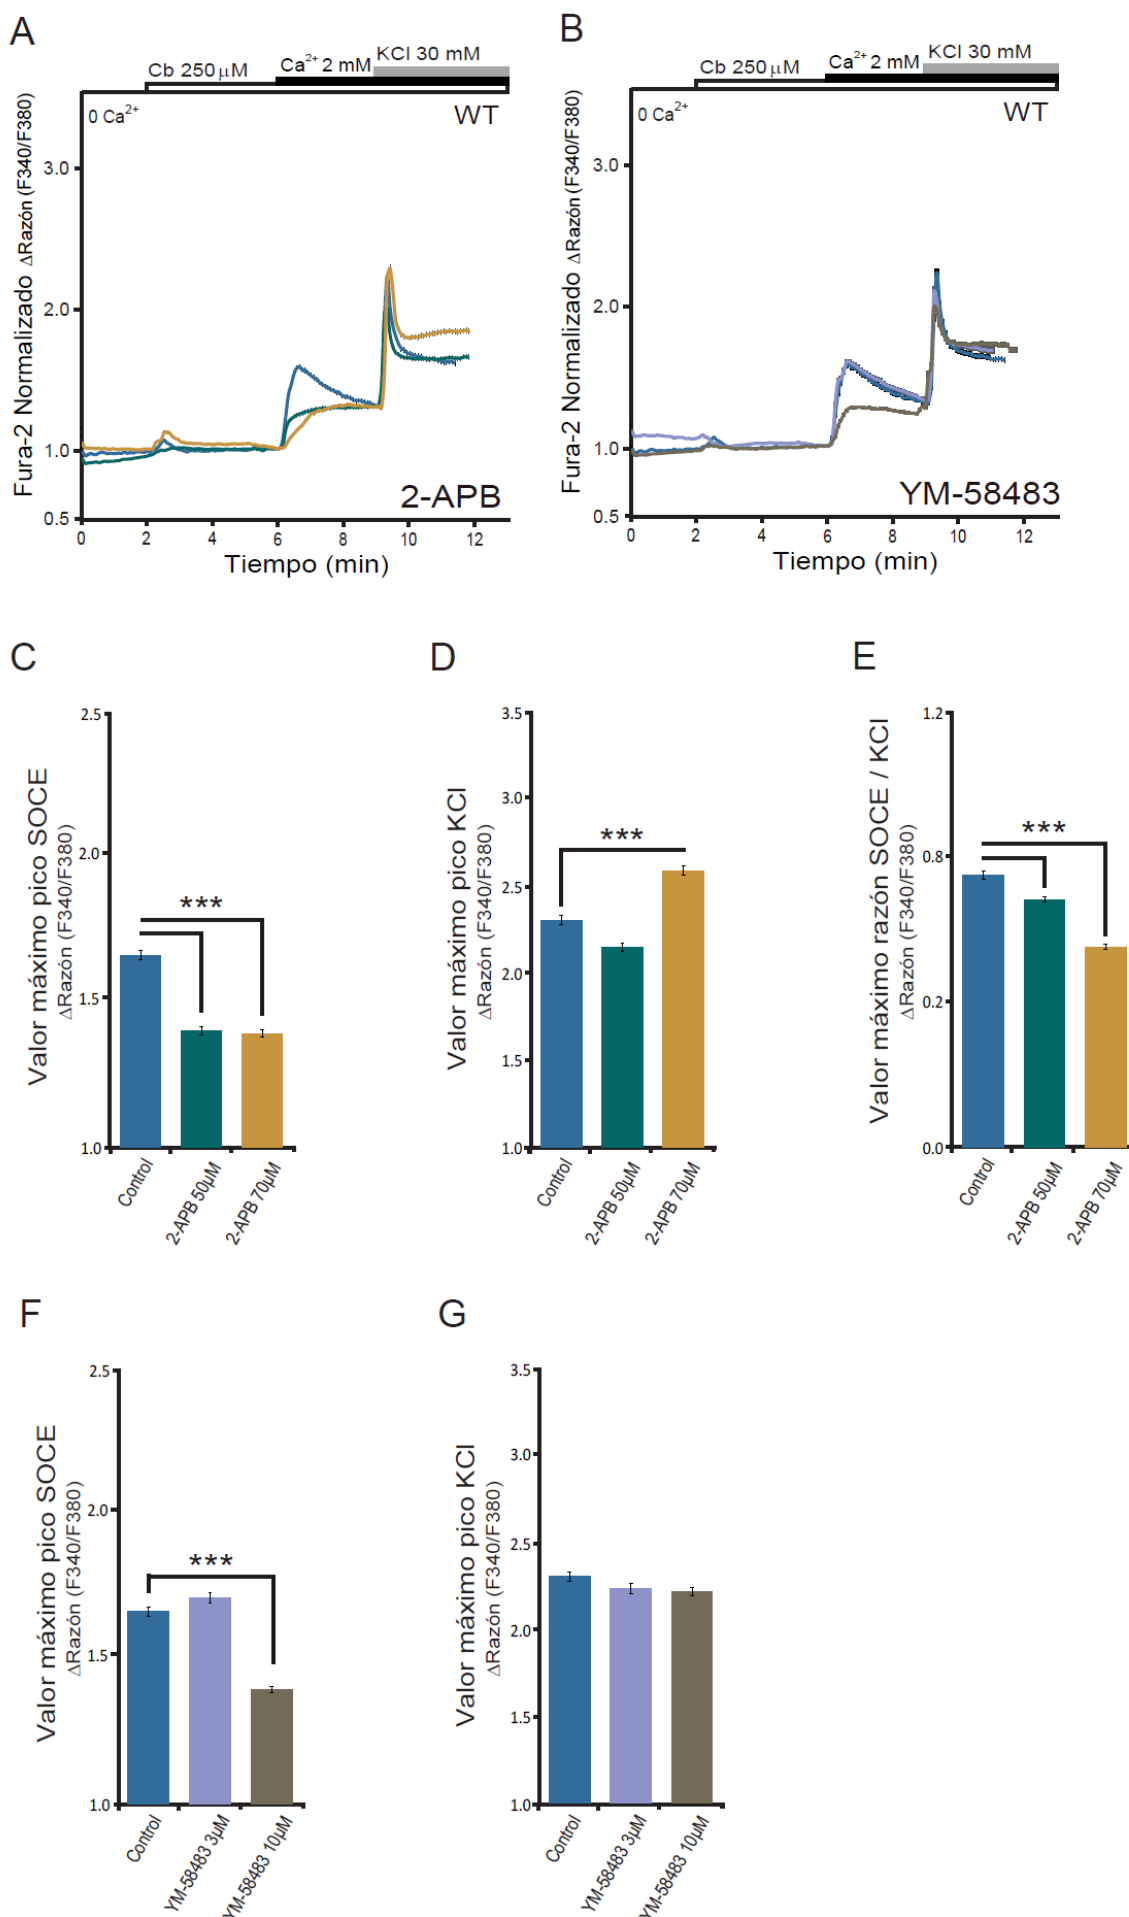 A
Cb 250 µM
Ca²⁺ 2 mM
KCl 30 mM
0 Ca²⁺
WT
Fura-2 Normalizado ΔRazón (F340/F380)
3.0
2.0
1.0
0.5
2-APB
0 2 4 6 8 10 12
Tiempo (min)
B
Cb 250 µM
Ca²⁺ 2 mM
KCl 30 mM
0 Ca²⁺
WT
Fura-2 Normalizado ΔRazón (F340/F380)
3.0
2.0
1.0
0.5
YM-58483
0 2 4 6 8 10 12
Tiempo (min)
C
Valor máximo pico SOCE
ΔRazón (F340/F380)
2.5
2.0
1.5
1.0
***
Control
2-APB 50µM
2-APB 70µM
D
Valor máximo pico KCl
ΔRazón (F340/F380)
3.5
3.0
2.5
2.0
1.5
1.0
***
Control
2-APB 50µM
2-APB 70µM
E
Valor máximo razón SOCE / KCl
ΔRazón (F340/F380)
1.2
0.8
0.2
0.0
***
Control
2-APB 50µM
2-APB 70µM
F
Valor máximo pico SOCE
ΔRazón (F340/F380)
2.5
2.0
1.5
1.0
***
Control
YM-58483 3µM
YM-58483 10µM
G
Valor máximo pico KCl
ΔRazón (F340/F380)
3.5
3.0
2.5
2.0
1.5
1.0
Control
YM-58483 3µM
YM-58483 10µM